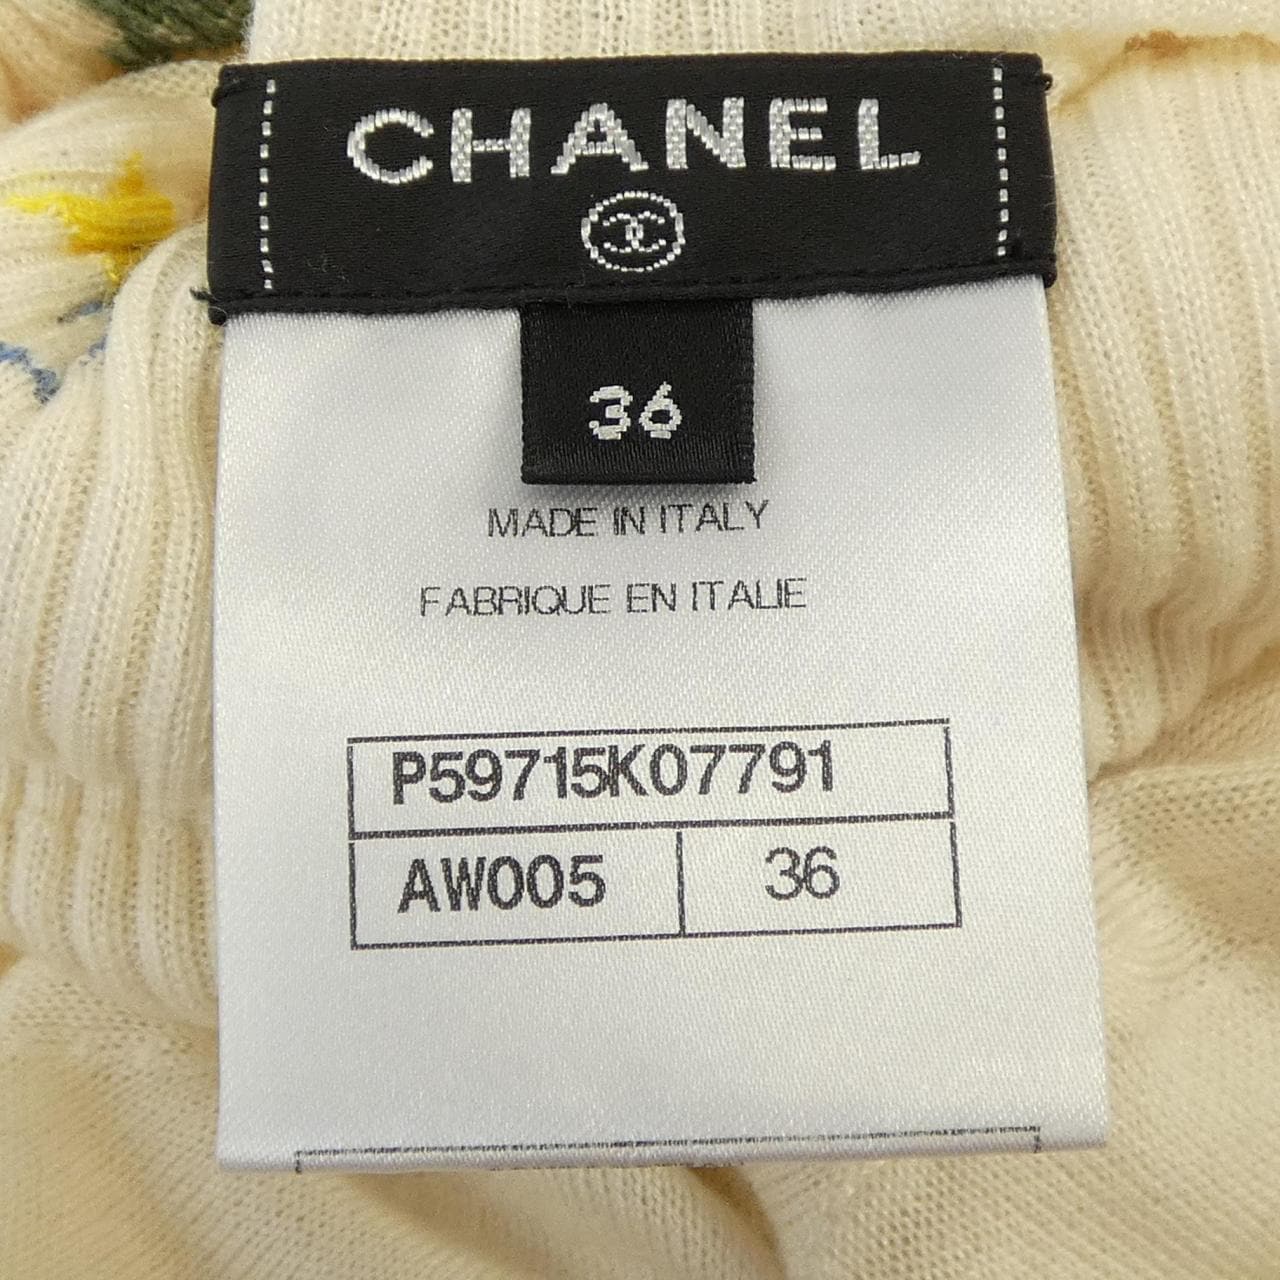 CHANEL
36
MADE IN ITALY
FABRIQUE EN ITALIE
P59715K07791
AW005 36